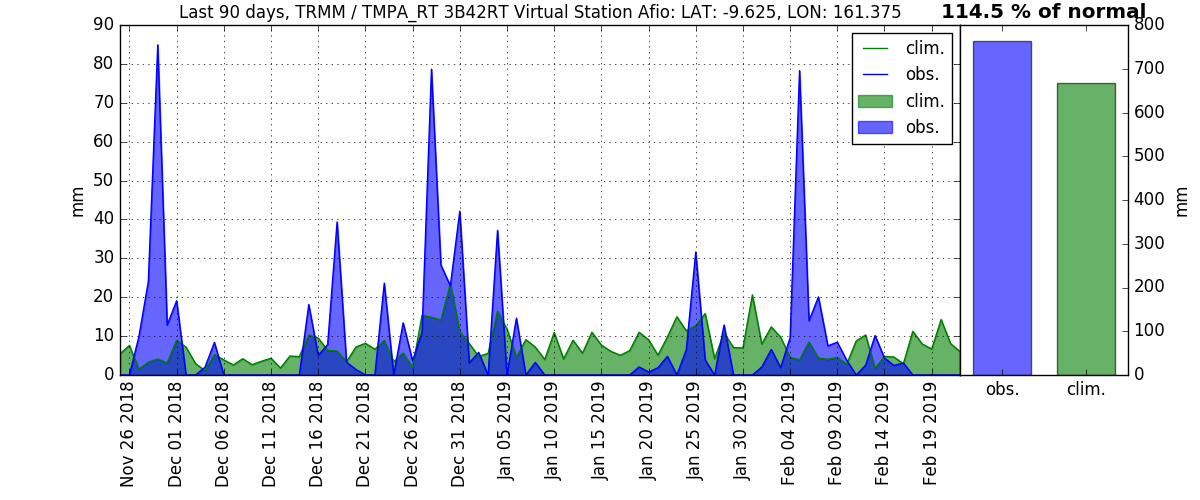 Last 90 days, TRMM / TMPA_RT 3B42RT Virtual Station Afio: LAT: -9.625, LON: 161.375
114.5 % of normal
90
80
70
60
50
40
30
20
10
0
mm
clim.
obs.
clim.
obs.
800
700
600
500
400
300
200
100
0
mm
Nov 26 2018
Dec 01 2018
Dec 06 2018
Dec 11 2018
Dec 16 2018
Dec 21 2018
Dec 26 2018
Dec 31 2018
Jan 05 2019
Jan 10 2019
Jan 15 2019
Jan 20 2019
Jan 25 2019
Jan 30 2019
Feb 04 2019
Feb 09 2019
Feb 14 2019
Feb 19 2019
obs.
clim.